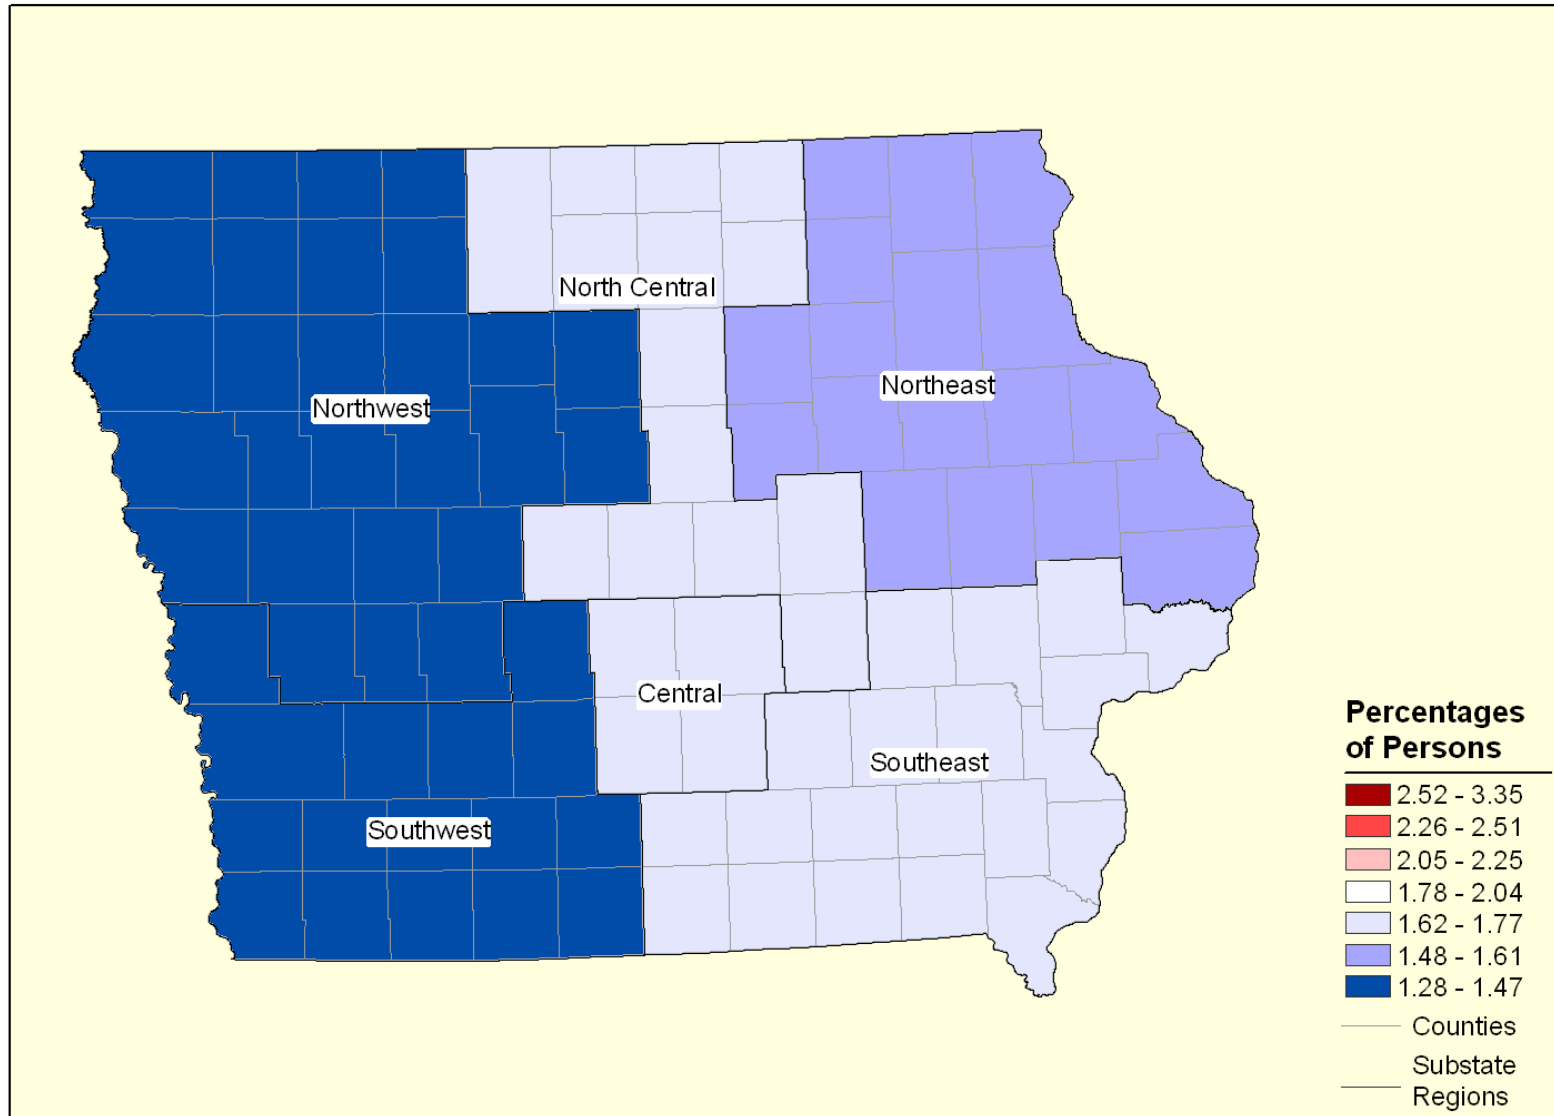 North Central
Northeast
Northwest
Central
Southeast
Southwest
Percentages
of Persons
2.52 - 3.35
2.26 - 2.51
2.05 - 2.25
1.78 - 2.04
1.62 - 1.77
1.48 - 1.61
1.28 - 1.47
Counties
Substate
Regions